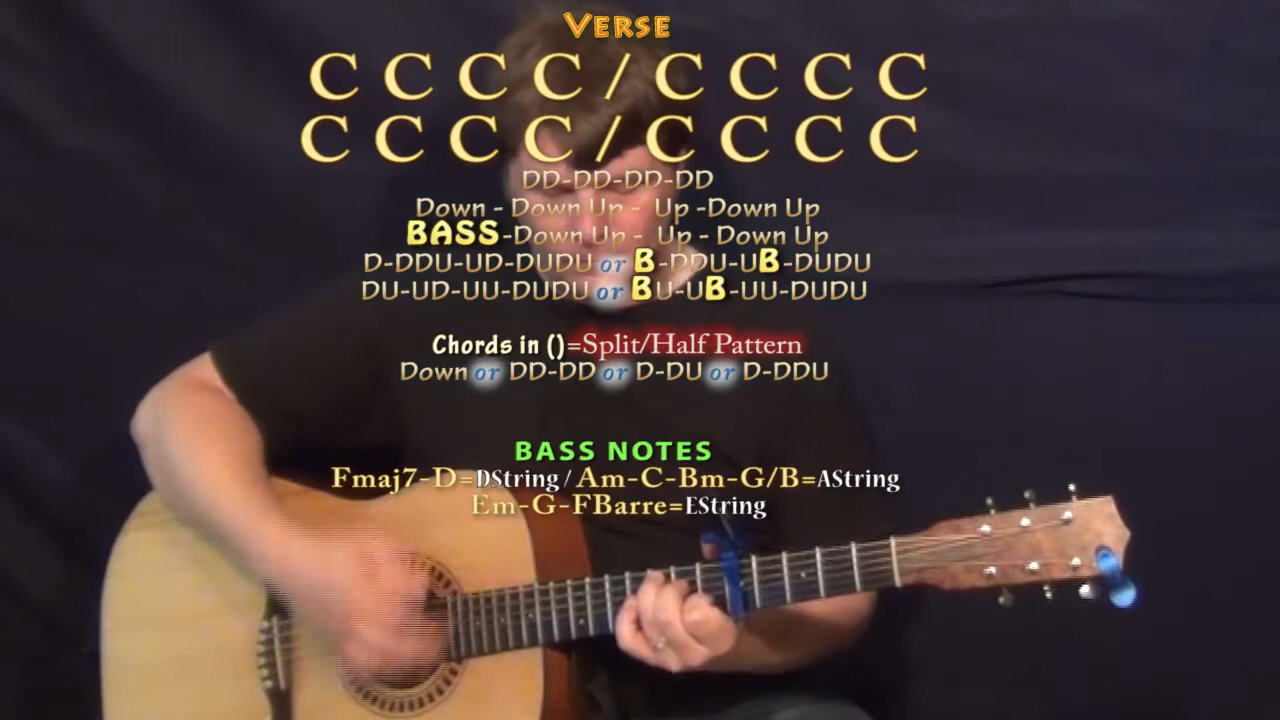 VERSE
C C C C / C C C C
C C C C / C C C C
DD-DD-DD-DD
Down - Down Up - Up -Down Up
BASS-Down Up - Up - Down Up
D-DDU-UD-DUDU or B-DDU-UB-DUDU
DU-UD-UU-DUDU or BU-UB-UU-DUDU
Chords in ()=Split/Half Pattern
Down or DD-DD or D-DU or D-DDU
BASS NOTES
Fmaj7-D=DString / Am-C-Bm-G/B=AString
Em-G-FBarre=EString